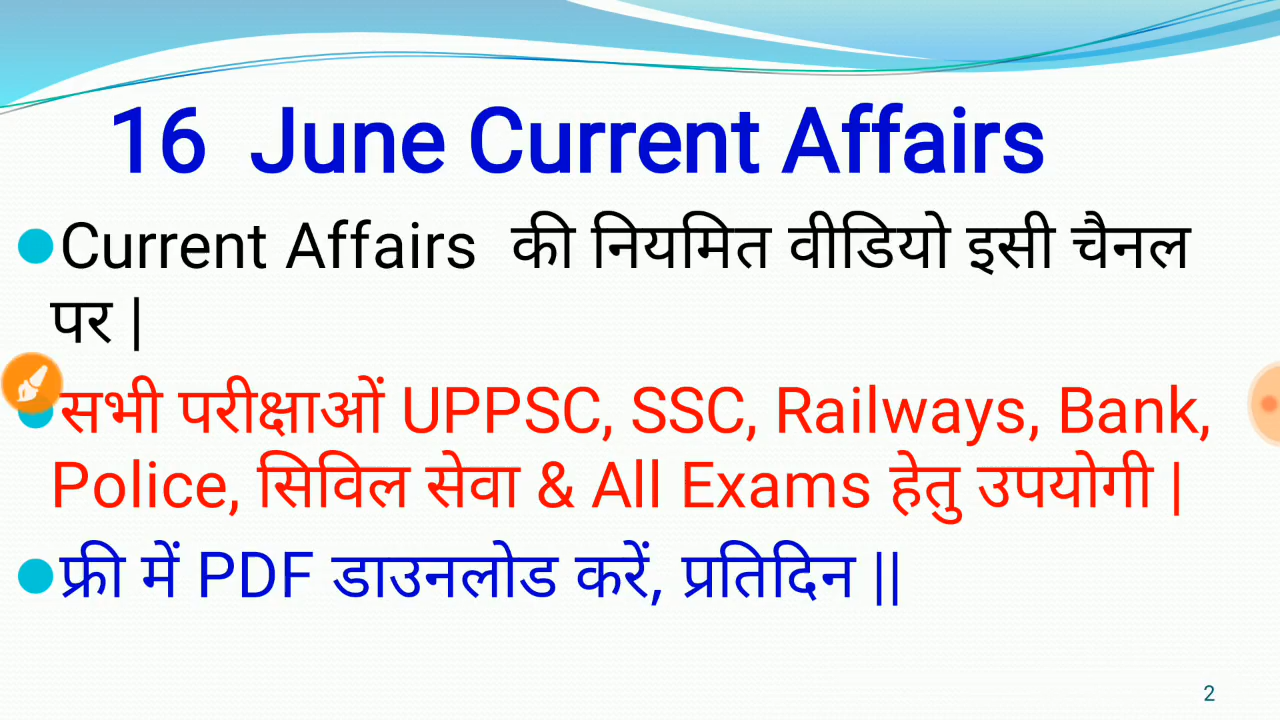 16 June Current Affairs
Current Affairs की नियमित वीडियो इसी चैनल
पर |
सभी परीक्षाओं UPPSC, SSC, Railways, Bank,
Police, सिविल सेवा & All Exams हेतु उपयोगी |
फ्री में PDF डाउनलोड करें, प्रतिदिन ||
2